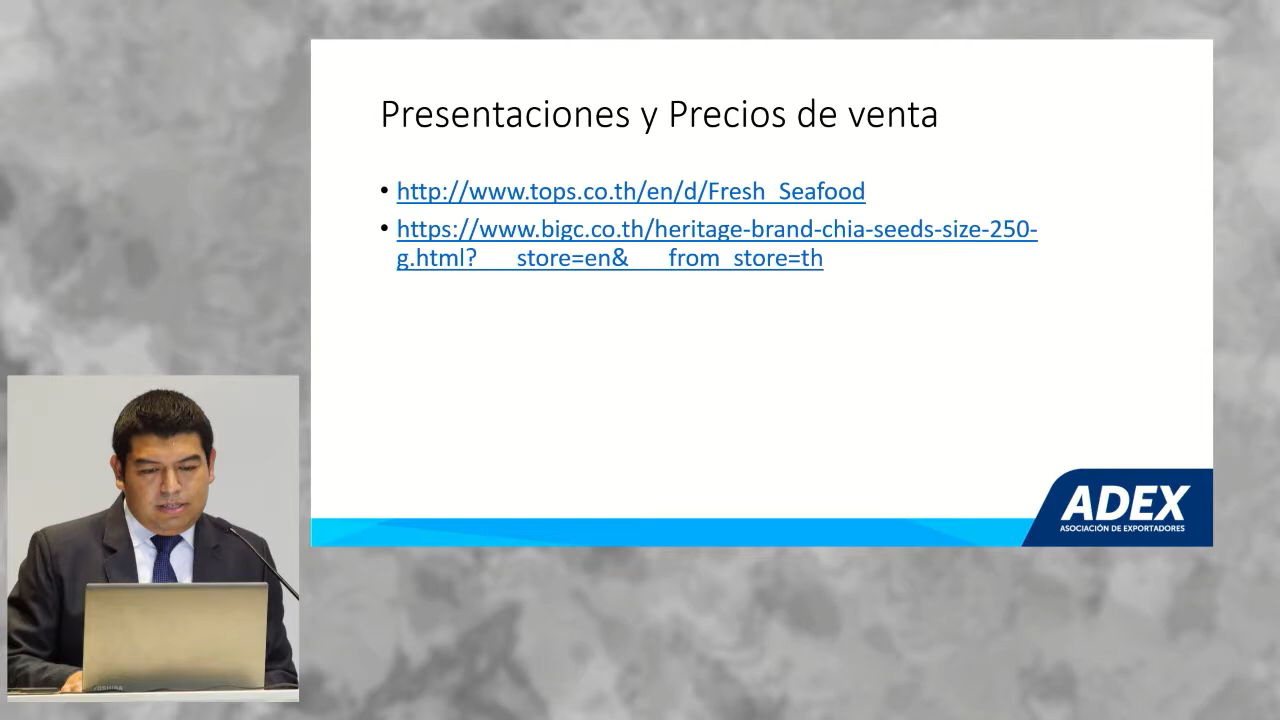 Presentaciones y Precios de venta
• http://www.tops.co.th/en/d/Fresh_Seafood
• https://www.bigc.co.th/heritage-brand-chia-seeds-size-250-
g.html?___store=en&___from_store=th
ADEX
ASOCIACIÓN DE EXPORTADORES
TOSHIBA